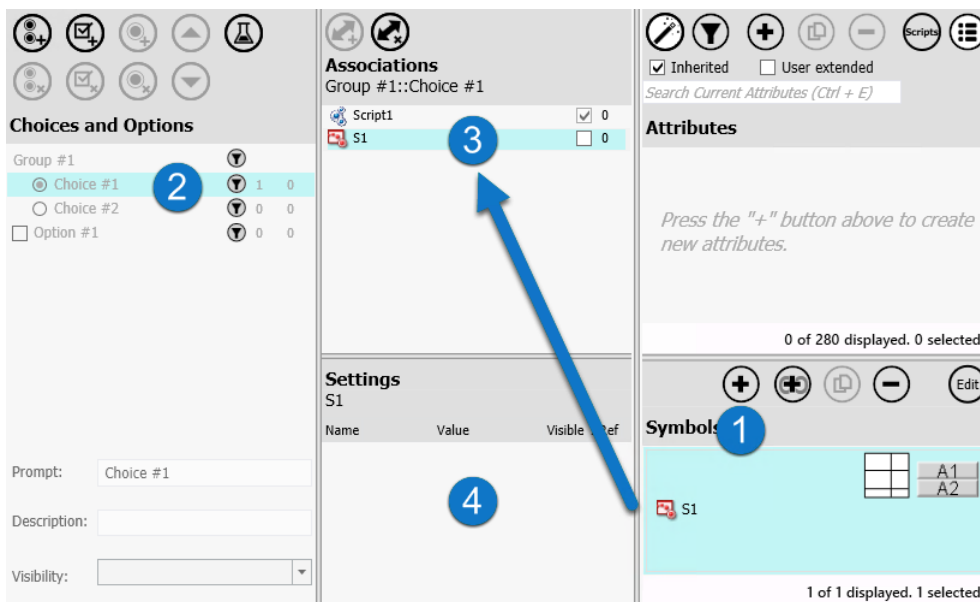 Choices and Options
Group #1
Choice #1 1 0
2
Choice #2 0 0
Option #1 0 0
Prompt: Choice #1
Description:
Visibility:
Associations
Group #1::Choice #1
Script1 0
S1 0
3
Settings
S1
Name Value Visible
Ref
4
Scripts
Inherited User extended
Search Current Attributes (Ctrl + E)
Attributes
Press the "+" button above to create
new attributes.
0 of 280 displayed. 0 selected
Edit
Symbols
1
A1
A2
S1
1 of 1 displayed. 1 selected